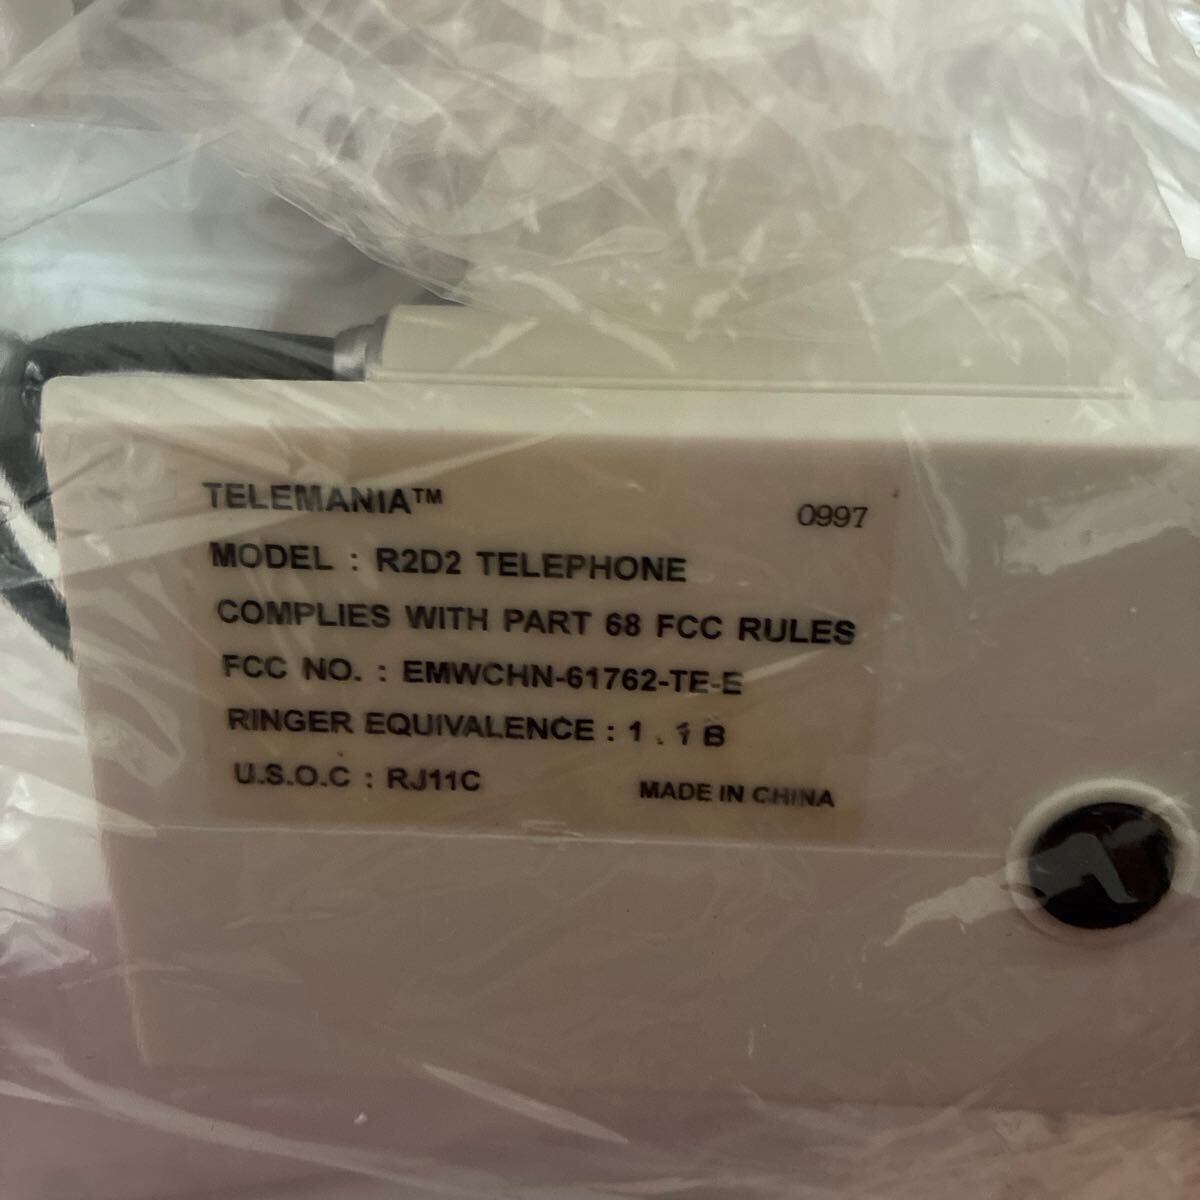 TELEMANIA™ 0997
MODEL : R2D2 TELEPHONE
COMPLIES WITH PART 68 FCC RULES
FCC NO. : EMWCHN-61762-TE-E
RINGER EQUIVALENCE : 1 . 1 B
U.S.O.C : RJ11C MADE IN CHINA